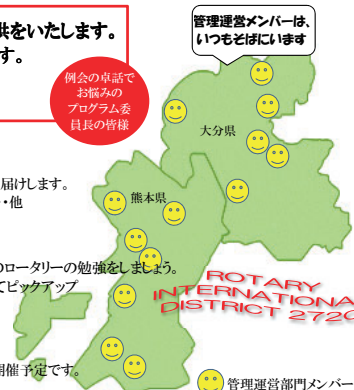 供をいたします。
す。
例会の卓話で
お悩みの
プログラム委
員長の皆様
管理運営メンバーは、
いつもそばにいます
大分県
届けします。
・他
熊本県
のロータリーの勉強をしましょう。
てピックアップ
ROTARY
INTERNATIONAL
DISTRICT 2720
開催予定です。
管理運営部門メンバー